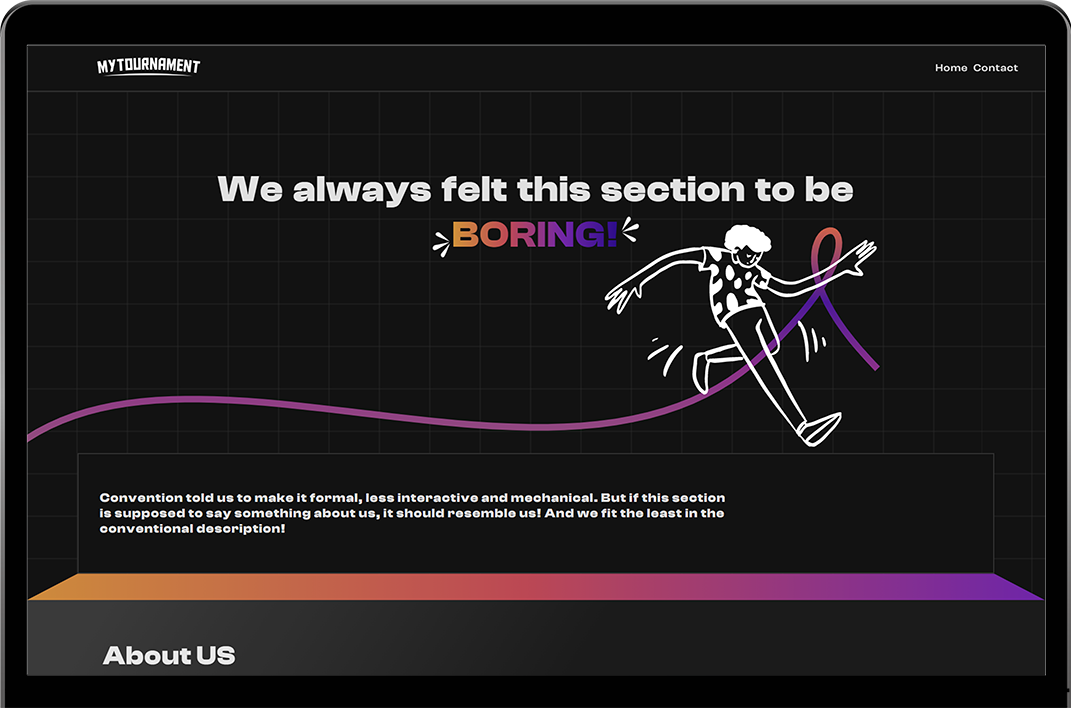 MYTOURNAMENT
Home Contact
We always felt this section to be
BORING!
Convention told us to make it formal, less interactive and mechanical. But if this section
is supposed to say something about us, it should resemble us! And we fit the least in the
conventional description!
About US